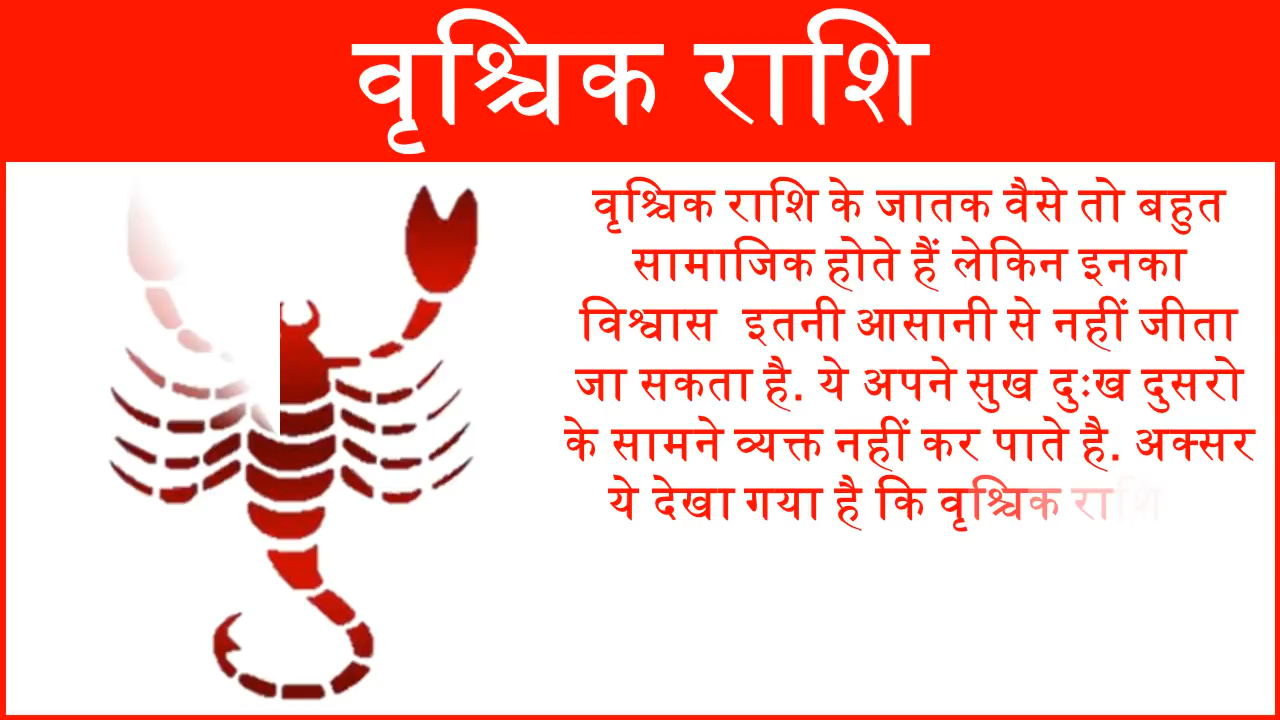 वृश्चिक राशि
वृश्चिक राशि के जातक वैसे तो बहुत
सामाजिक होते हैं लेकिन इनका
विश्वास इतनी आसानी से नहीं जीता
जा सकता है. ये अपने सुख दुःख दुसरो
के सामने व्यक्त नहीं कर पाते है. अक्सर
ये देखा गया है कि वृश्चिक राशि